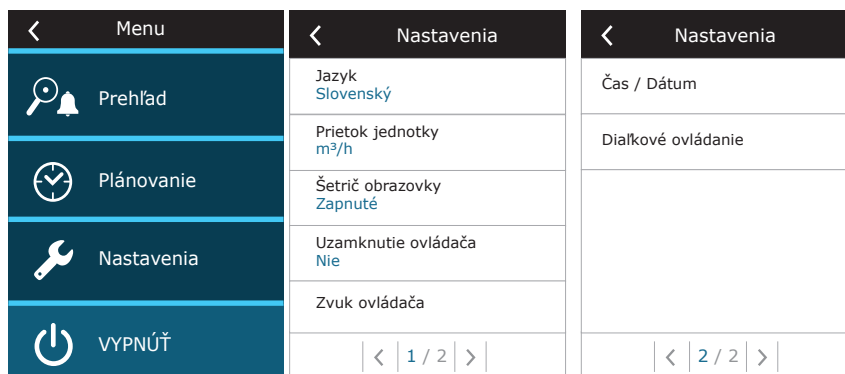 Menu
Prehľad
Plánovanie
Nastavenia
VYPNÚŤ
Nastavenia
Jazyk
Slovenský
Prietok jednotky
m³/h
Šetrič obrazovky
Zapnuté
Uzamknutie ovládača
Nie
Zvuk ovládača
1 / 2
Nastavenia
Čas / Dátum
Diaľkové ovládanie
2 / 2